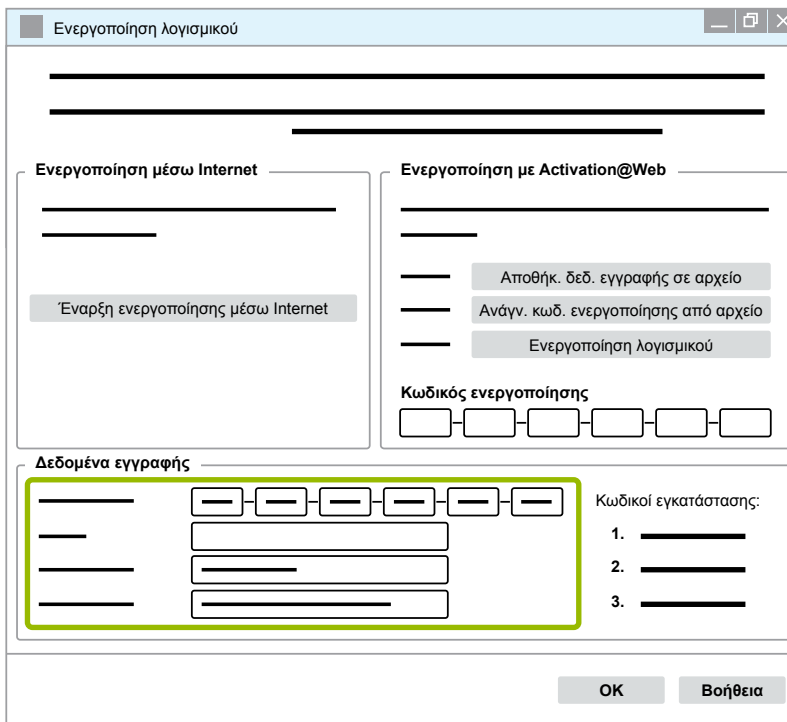 Ενεργοποίηση λογισμικού
Ενεργοποίηση μέσω Internet
Έναρξη ενεργοποίησης μέσω Internet
Ενεργοποίηση με Activation@Web
Αποθήκ. δεδ. εγγραφής σε αρχείο
Ανάγν. κωδ. ενεργοποίησης από αρχείο
Ενεργοποίηση λογισμικού
Κωδικός ενεργοποίησης
Δεδομένα εγγραφής
Κωδικοί εγκατάστασης:
1.
2.
3.
OK
Βοήθεια